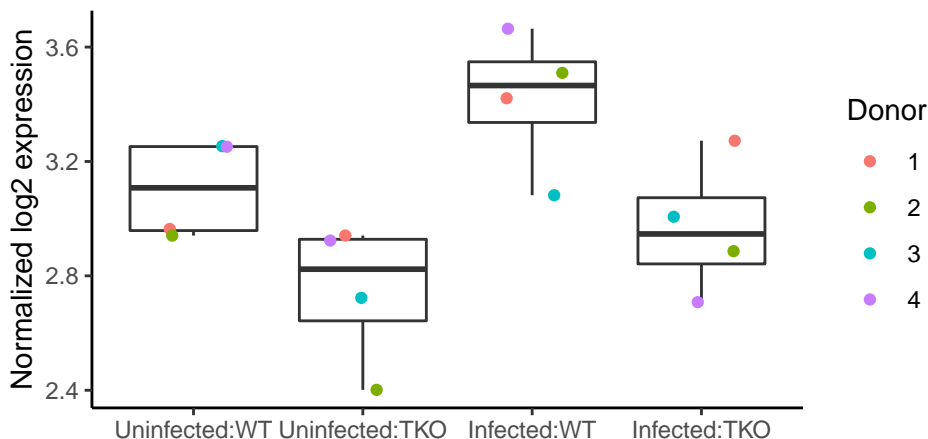 Normalized log2 expression
3.6
3.2
2.8
2.4
Uninfected:WT Uninfected:TKO Infected:WT Infected:TKO
Donor
1
2
3
4